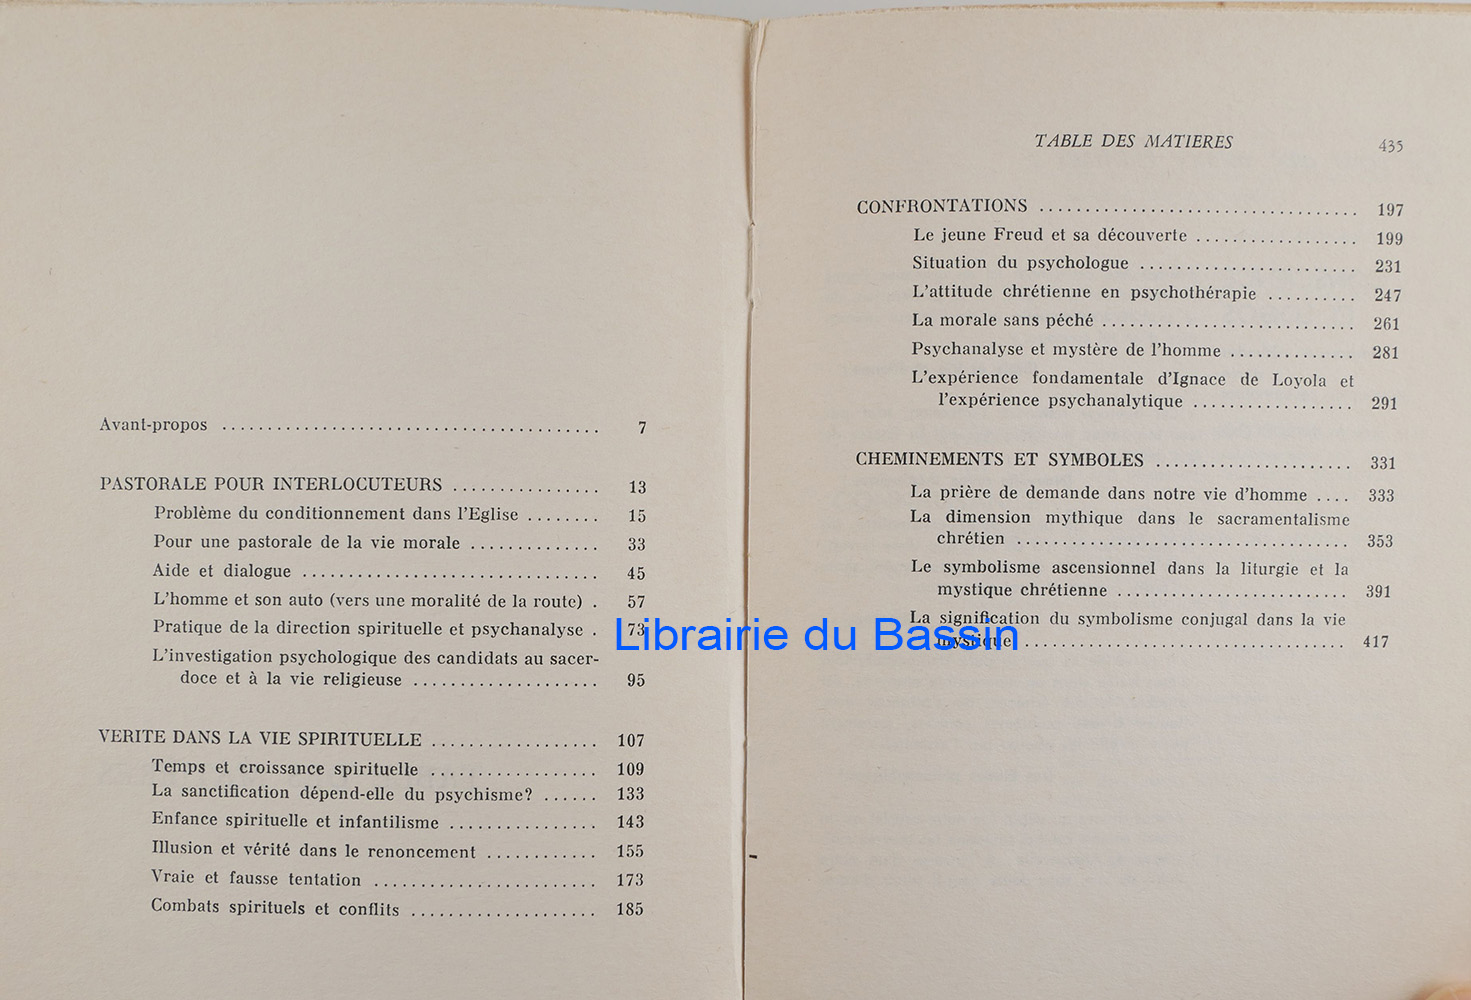 Avant-propos ........................................ 7
PASTORALE POUR INTERLOCUTEURS ................ 13
Problème du conditionnement dans l'Eglise ........ 15
Pour une pastorale de la vie morale .............. 33
Aide et dialogue ................................ 45
L'homme et son auto (vers une moralité de la route) . 57
Pratique de la direction spirituelle et psychanalyse . 73
L'investigation psychologique des candidats au sacer-
doce et à la vie religieuse .................... 95
VERITE DANS LA VIE SPIRITUELLE .................. 107
Temps et croissance spirituelle .................. 109
La sanctification dépend-elle du psychisme? ...... 133
Enfance spirituelle et infantilisme ................ 143
Illusion et vérité dans le renoncement ............ 155
Vraie et fausse tentation ........................ 173
Combats spirituels et conflits .................... 185
TABLE DES MATIERES 435
CONFRONTATIONS .................................. 197
Le jeune Freud et sa découverte .................. 199
Situation du psychologue ........................ 231
L'attitude chrétienne en psychothérapie .......... 247
La morale sans péché ............................ 261
Psychanalyse et mystère de l'homme .............. 281
L'expérience fondamentale d'Ignace de Loyola et
l'expérience psychanalytique .................. 291
CHEMINEMENTS ET SYMBOLES ...................... 331
La prière de demande dans notre vie d'homme .... 333
La dimension mythique dans le sacramentalisme
chrétien .................................... 353
Le symbolisme ascensionnel dans la liturgie et la
mystique chrétienne .......................... 391
La signification du symbolisme conjugal dans la vie
mystique .................................... 417
Librairie du Bassin